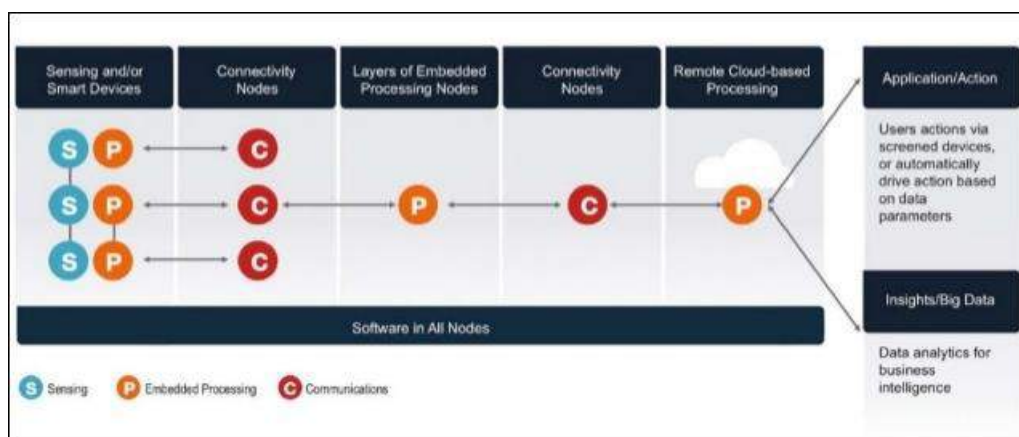 Sensing and/or
Smart Devices
Connectivity
Nodes
Layers of Embedded
Processing Nodes
Connectivity
Nodes
Remote Cloud-based
Processing
Application/Action
Users actions via
screened devices,
or automatically
drive action based
on data
parameters
S P C
S P C P C P
S P C
Insights/Big Data
Data analytics for
business
intelligence
Software in All Nodes
S Sensing
P Embedded Processing
C Communications